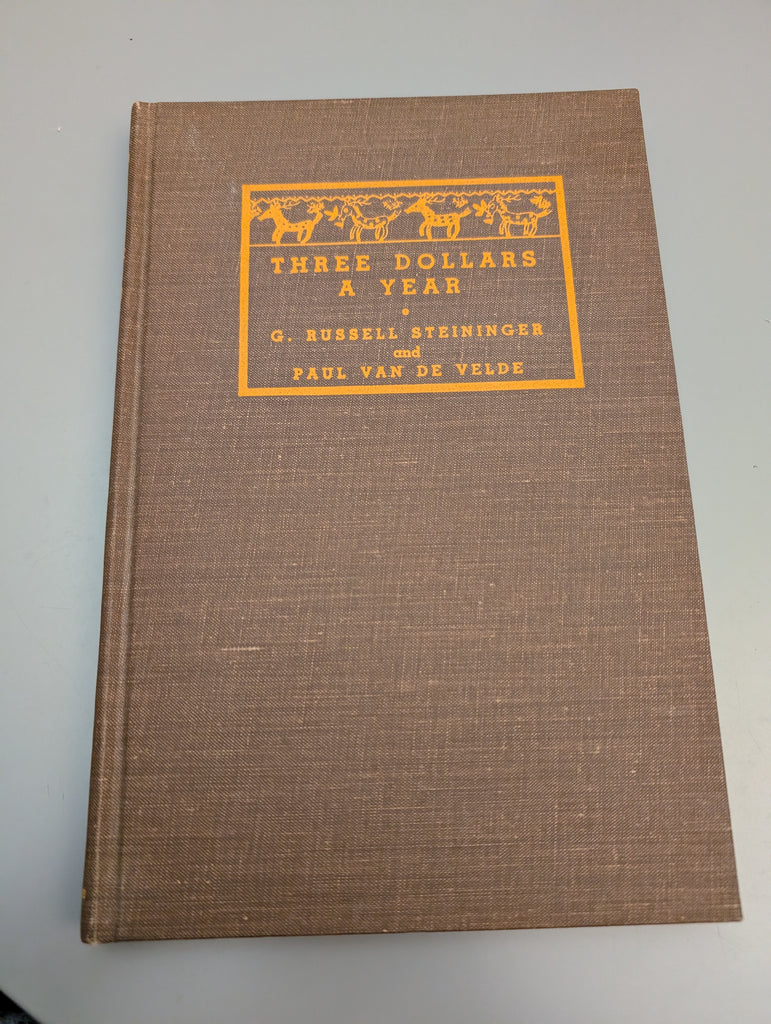 THREE DOLLARS
A YEAR
•
G. RUSSELL STEININGER
and
PAUL VAN DE VELDE